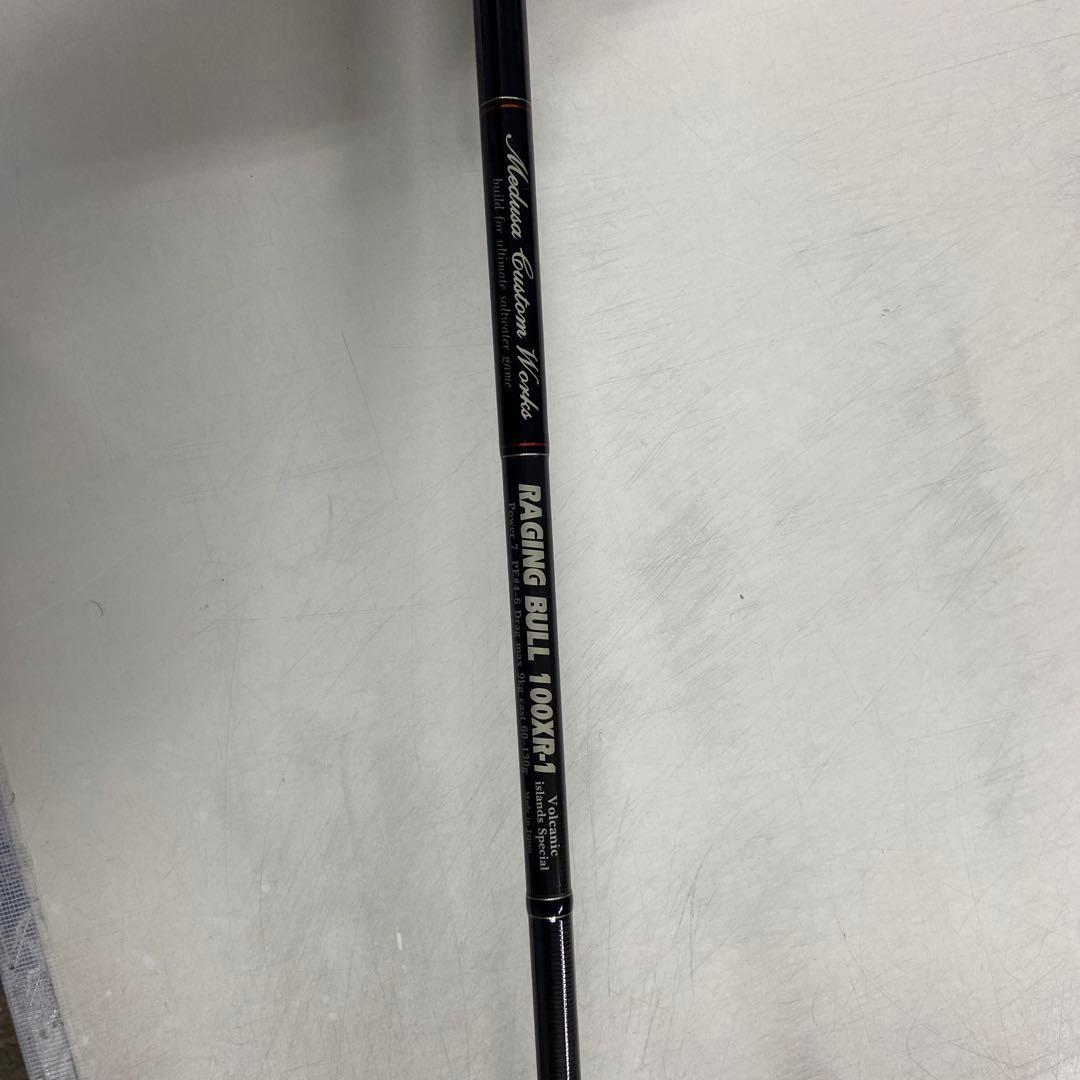 Medusa Custom Works
build for ultimate saltwater game
RAGING BULL 100XR-1
Power 7 PE#4-6 Drag max 9kg cast 60-130g Made in Japan
Volcanic
islands Special